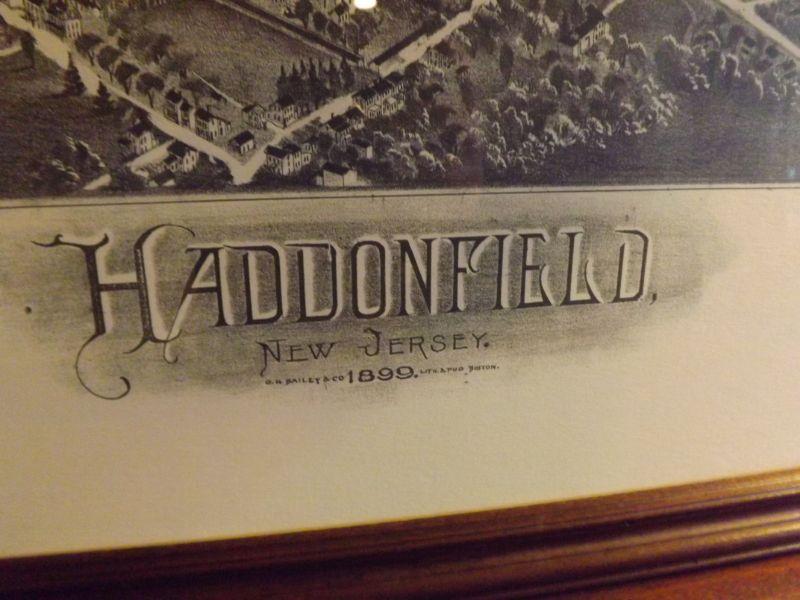 HADDONFIELD,
NEW JERSEY.
O. H. BAILEY & CO 1899. LITH. & PUB. BOSTON.